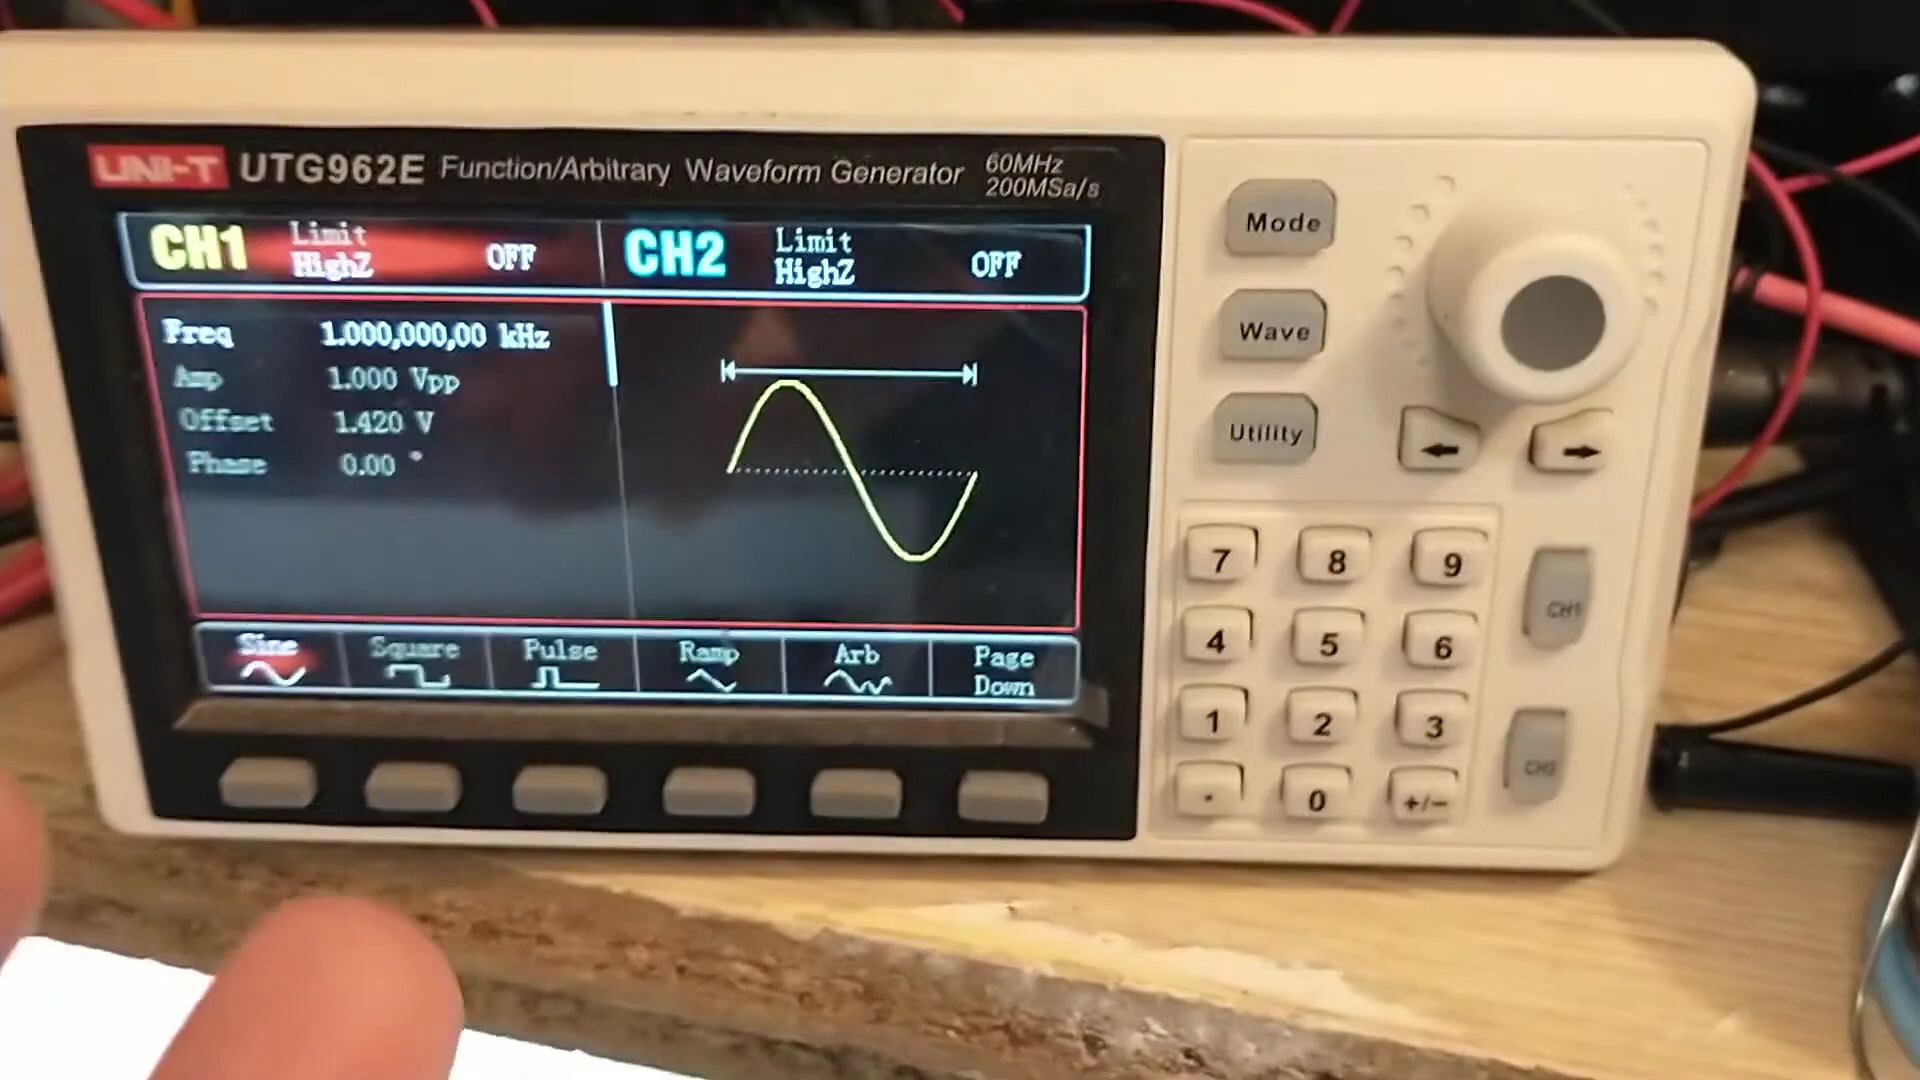 UNI-T UTG962E Function/Arbitrary Waveform Generator 60MHz 200MSa/s
CH1 Limit HighZ OFF CH2 Limit HighZ OFF
Freq 1.000,000,00 kHz
Amp 1.000 Vpp
Offset 1.420 V
Phase 0.00 °
Sine Square Pulse Ramp Arb Page Down
Mode
Wave
Utility
← →
7 8 9
4 5 6
1 2 3
. 0 +/−
CH1
CH2